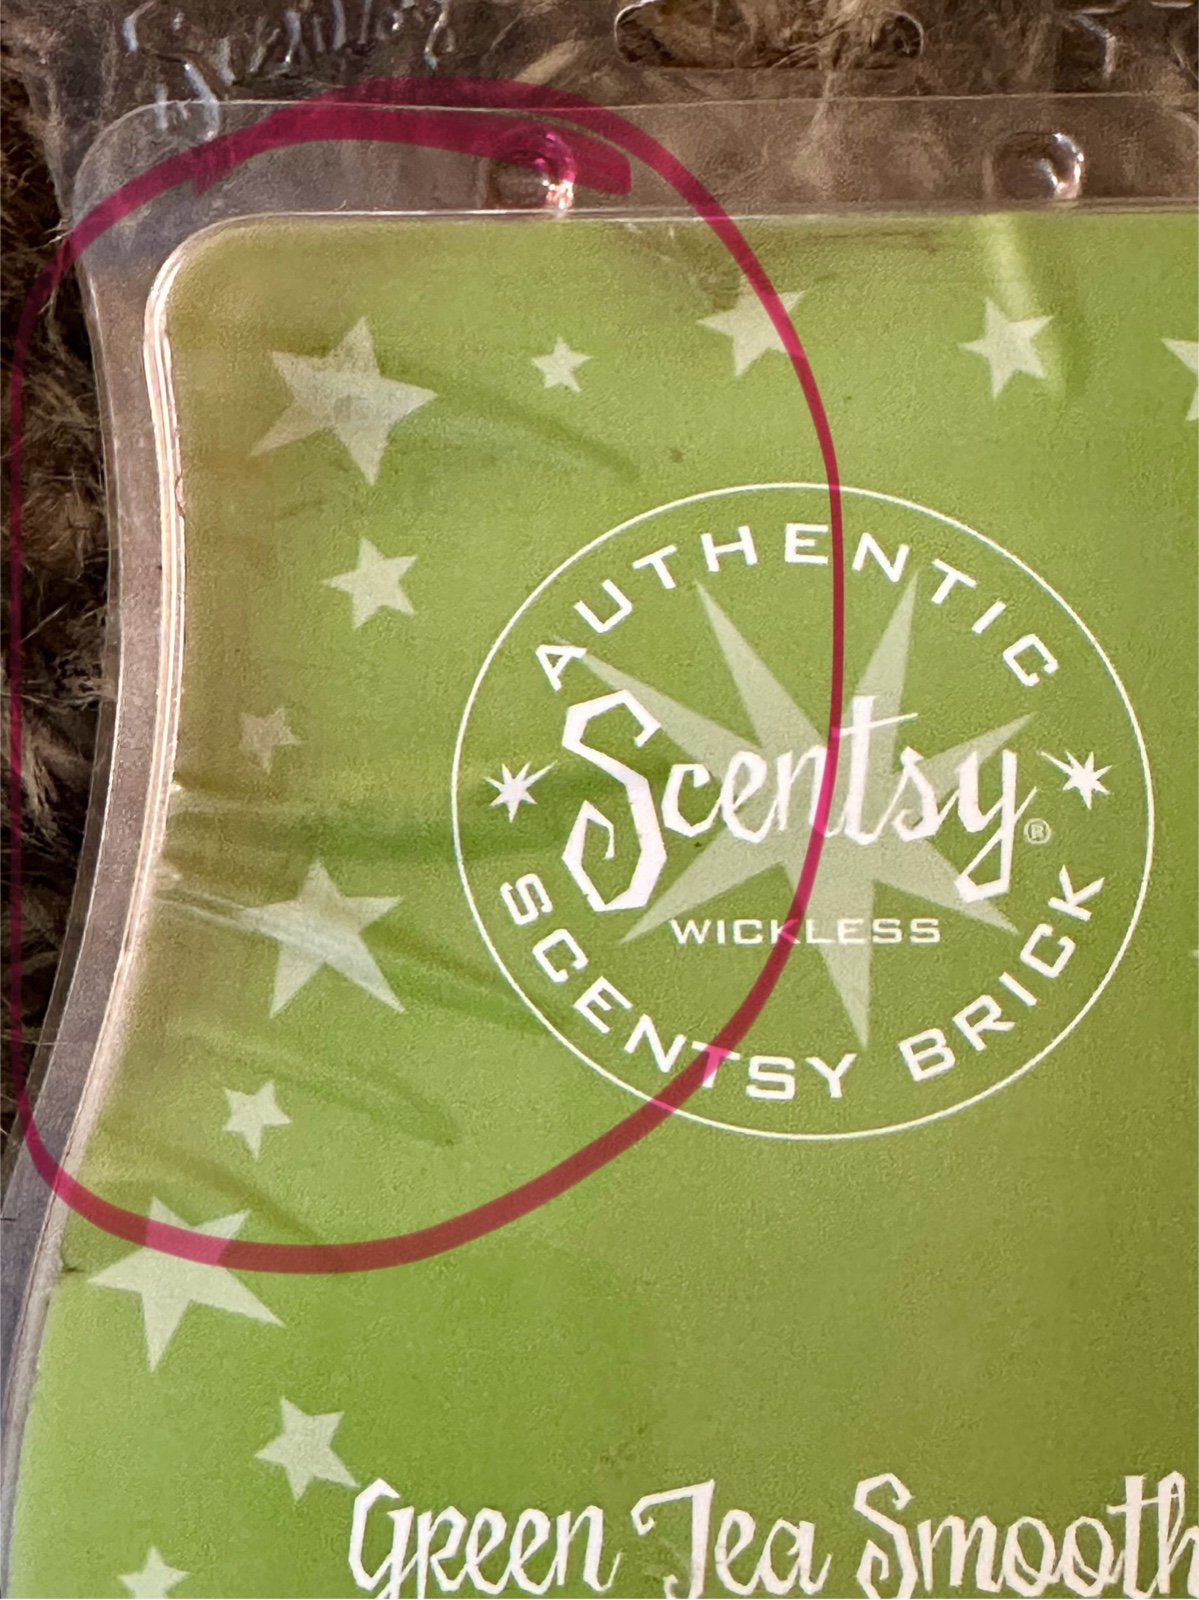 AUTHENTIC
Scentsy®
WICKLESS
SCENTSY BRICK
Green Tea Smooth